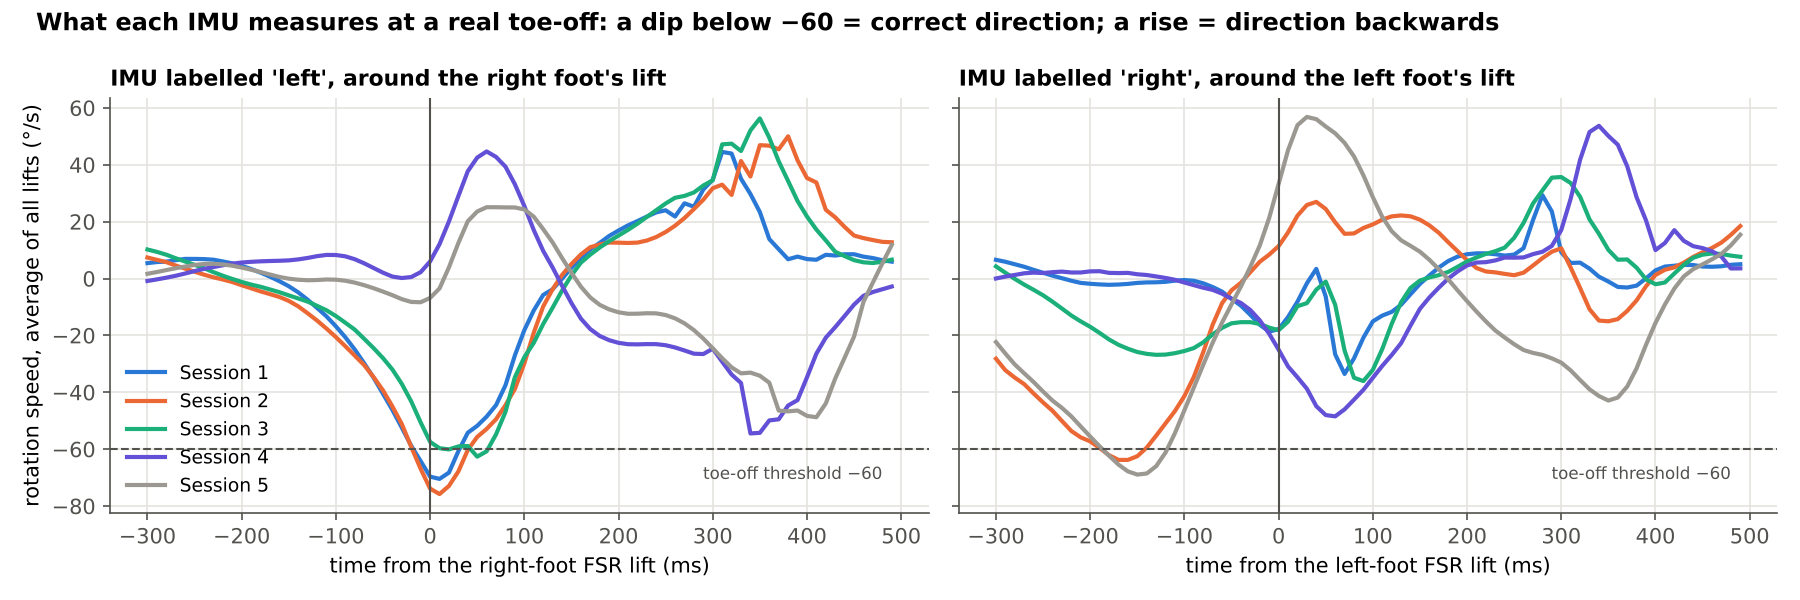 What each IMU measures at a real toe-off: a dip below −60 = correct direction; a rise = direction backwards
IMU labelled 'left', around the right foot's lift
IMU labelled 'right', around the left foot's lift
rotation speed, average of all lifts (°/s)
60
40
20
0
−20
−40
−60
−80
Session 1
Session 2
Session 3
Session 4
Session 5
toe-off threshold −60
toe-off threshold −60
−300 −200 −100 0 100 200 300 400 500
−300 −200 −100 0 100 200 300 400 500
time from the right-foot FSR lift (ms)
time from the left-foot FSR lift (ms)